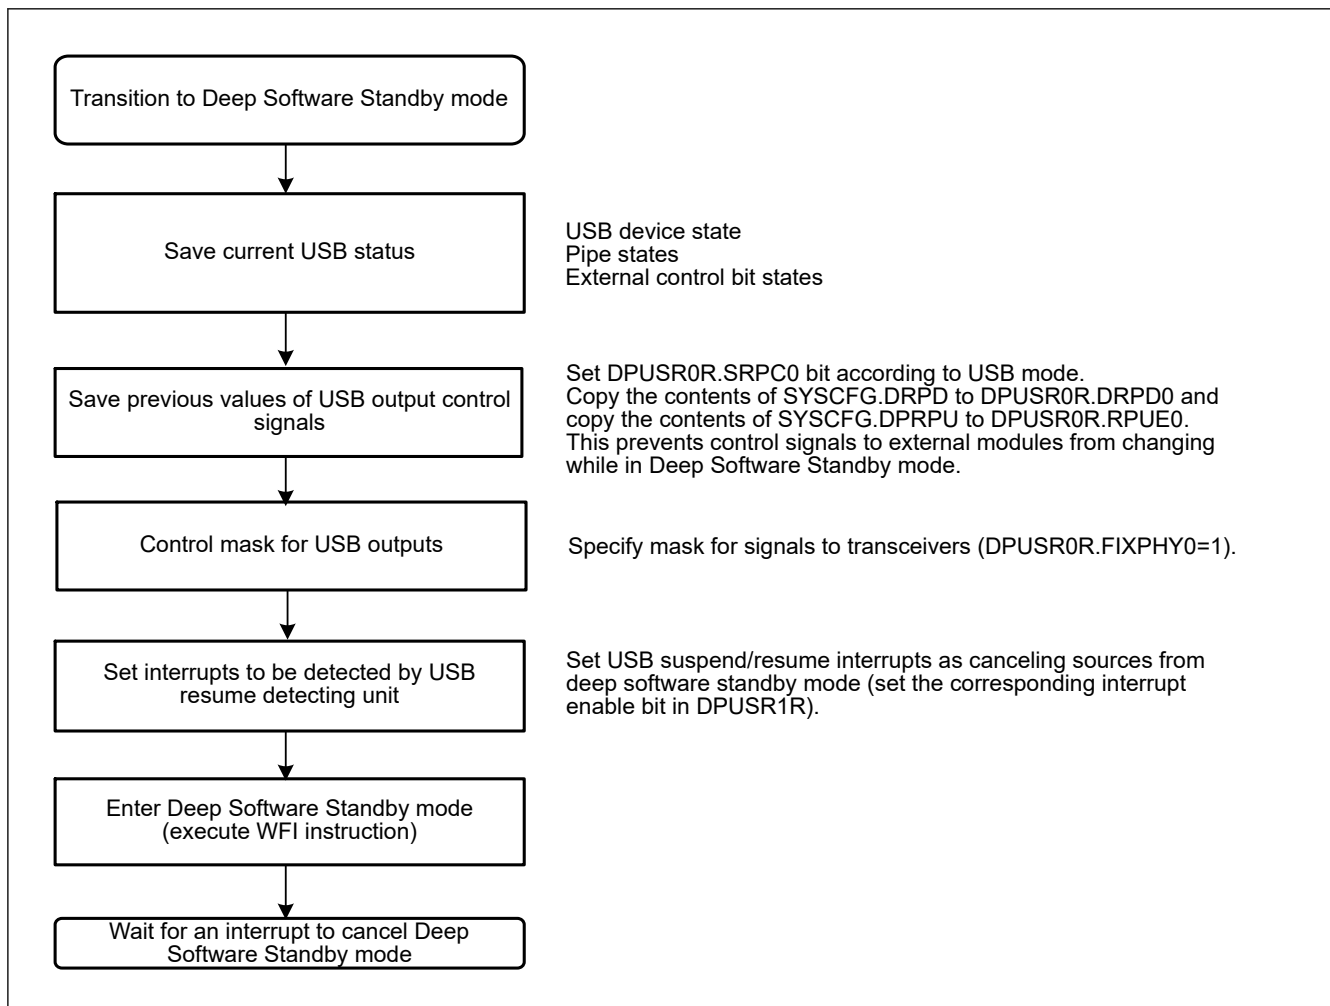 Transition to Deep Software Standby mode
Save current USB status
USB device state
Pipe states
External control bit states
Save previous values of USB output control
signals
Set DPUSR0R.SRPC0 bit according to USB mode.
Copy the contents of SYSCFG.DRPD to DPUSR0R.DRPD0 and
copy the contents of SYSCFG.DPRPU to DPUSR0R.RPUE0.
This prevents control signals to external modules from changing
while in Deep Software Standby mode.
Control mask for USB outputs
Specify mask for signals to transceivers (DPUSR0R.FIXPHY0=1).
Set interrupts to be detected by USB
resume detecting unit
Set USB suspend/resume interrupts as canceling sources from
deep software standby mode (set the corresponding interrupt
enable bit in DPUSR1R).
Enter Deep Software Standby mode
(execute WFI instruction)
Wait for an interrupt to cancel Deep
Software Standby mode